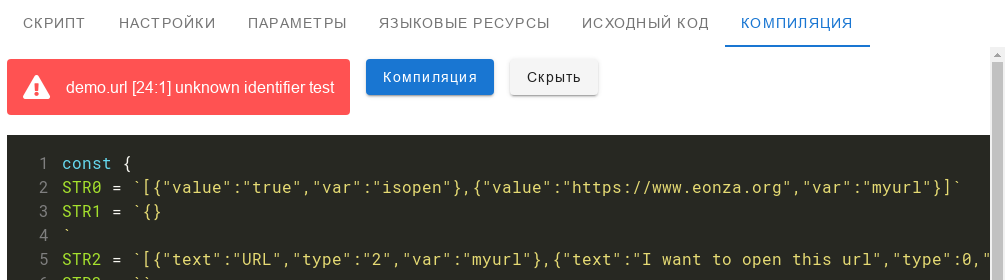 СКРИПТ НАСТРОЙКИ ПАРАМЕТРЫ ЯЗЫКОВЫЕ РЕСУРСЫ ИСХОДНЫЙ КОД КОМПИЛЯЦИЯ
demo.url [24:1] unknown identifier test Компиляция Скрыть
1 const {
2 STR0 = `[{"value":"true","var":"isopen"},{"value":"https://www.eonza.org","var":"myurl"}]`
3 STR1 = `{}
4 `
5 STR2 = `[{"text":"URL","type":"2","var":"myurl"},{"text":"I want to open this url","type":0,"